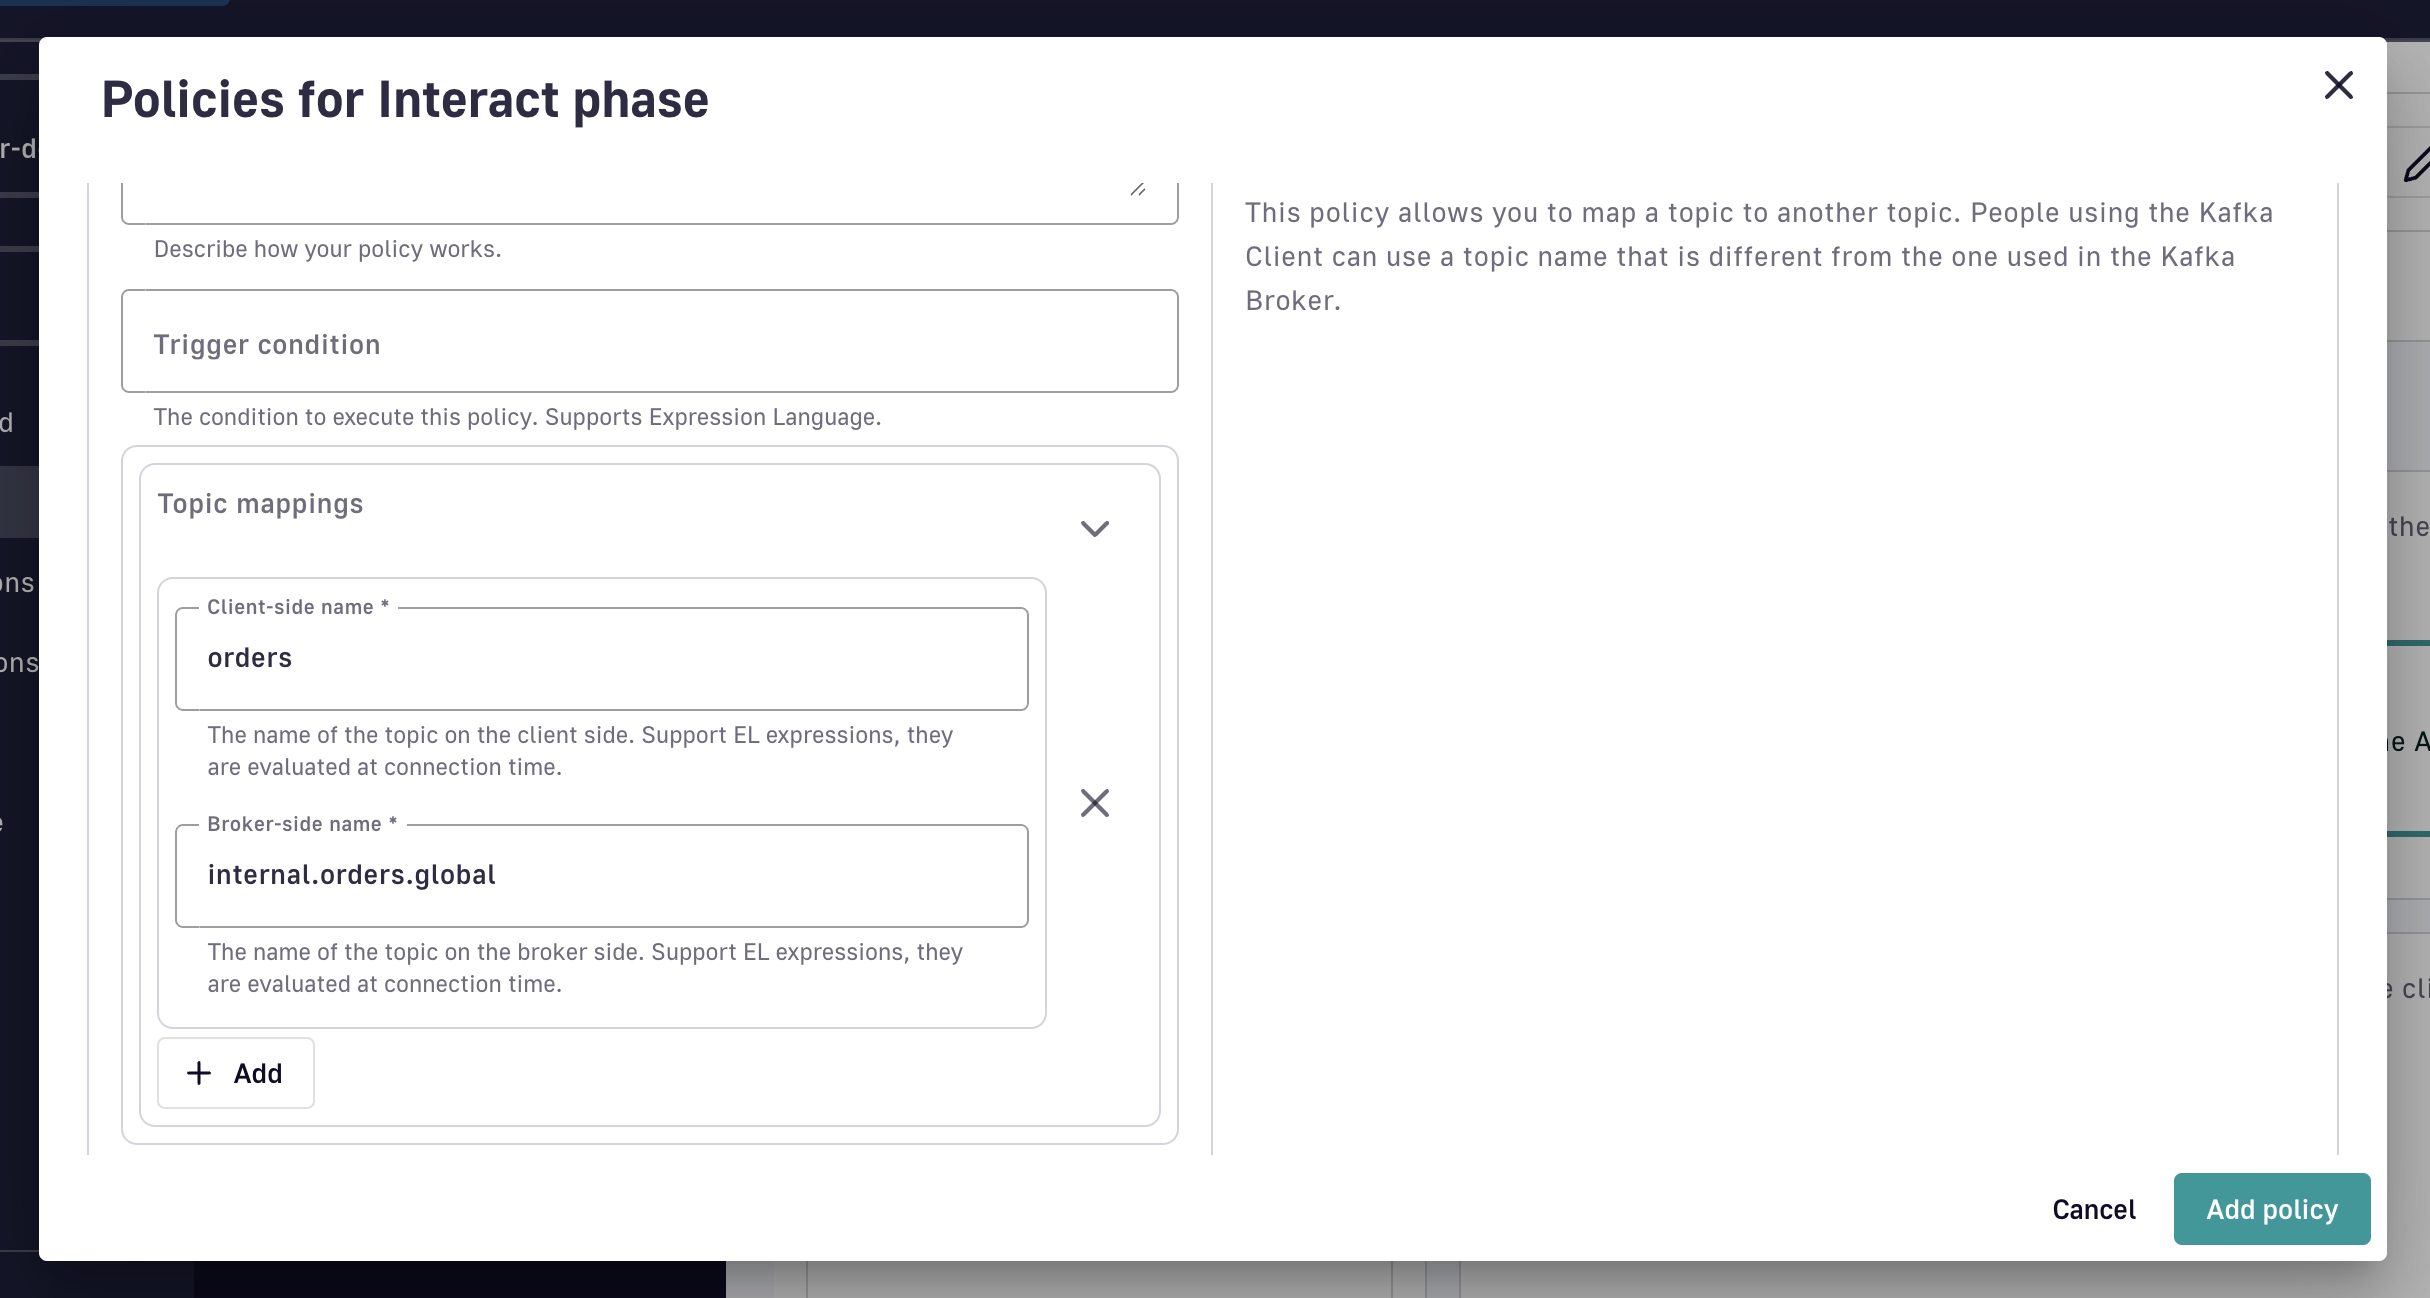 Policies for Interact phase
Describe how your policy works.
Trigger condition
The condition to execute this policy. Supports Expression Language.
Topic mappings
Client-side name *
orders
The name of the topic on the client side. Support EL expressions, they
are evaluated at connection time.
Broker-side name *
internal.orders.global
The name of the topic on the broker side. Support EL expressions, they
are evaluated at connection time.
Add
This policy allows you to map a topic to another topic. People using the Kafka
Client can use a topic name that is different from the one used in the Kafka
Broker.
Cancel
Add policy
the